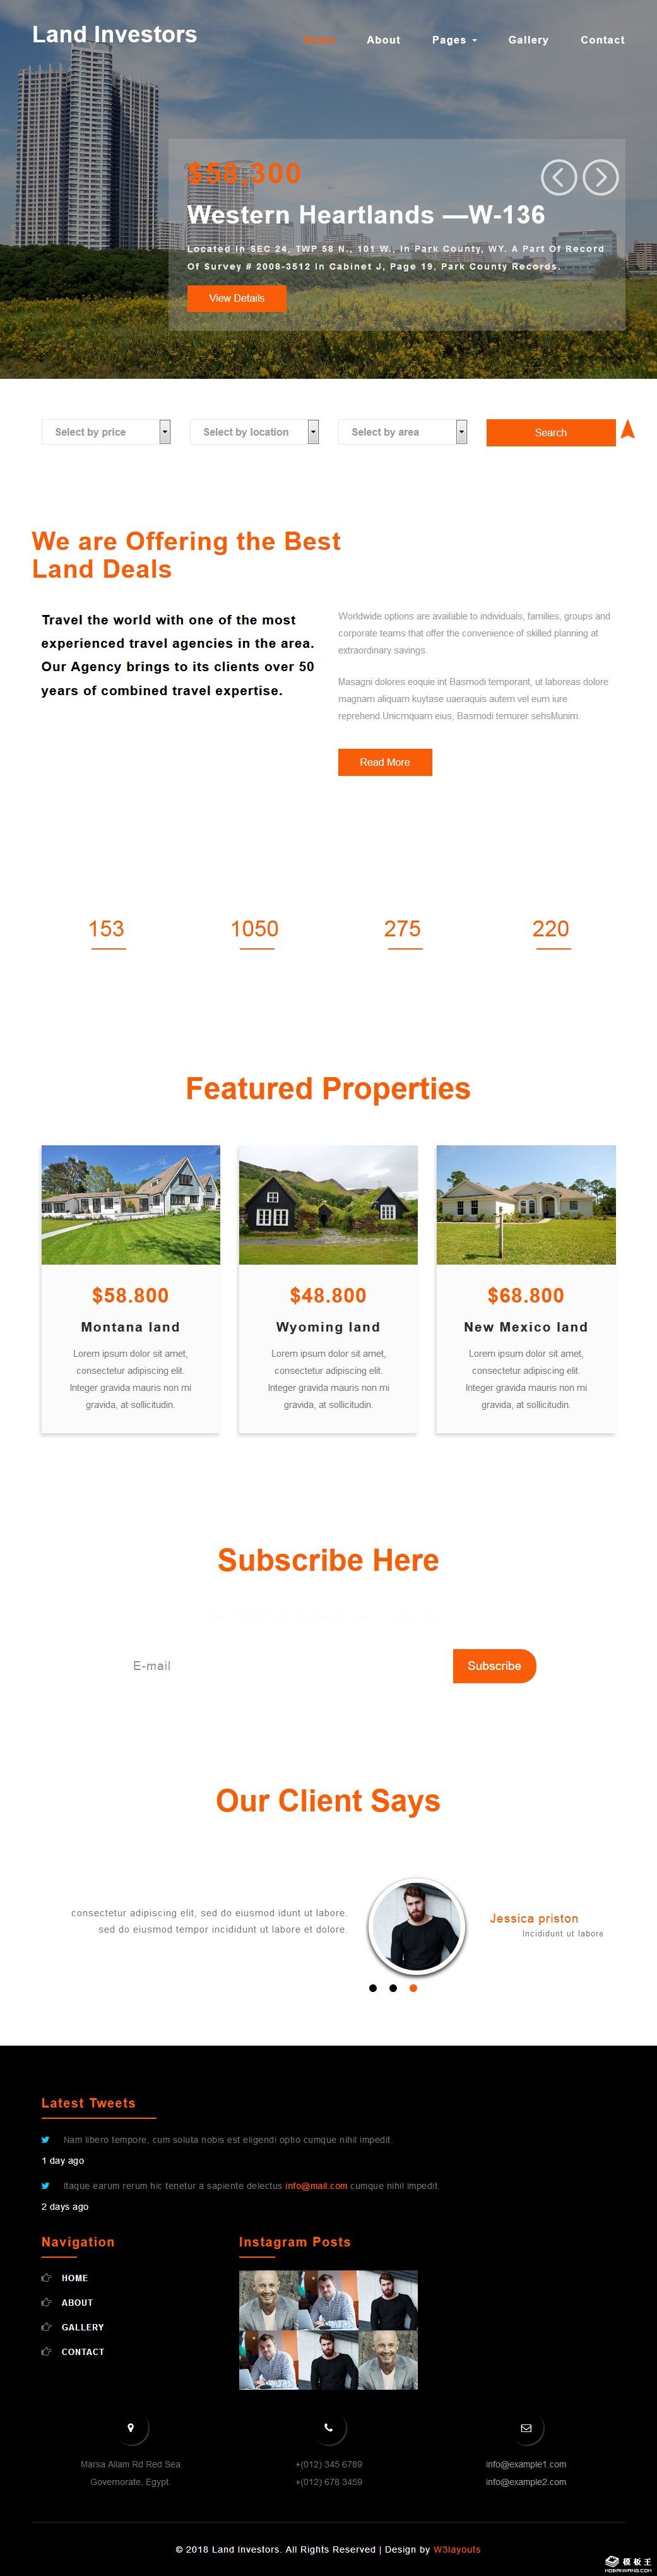 Land Investors
Home
About
Pages
Gallery
Contact
$58,300
Western Heartlands —W-136
Located In SEC 24, TWP 58 N., 101 W., In Park County, WY. A Part Of Record
Of Survey # 2008-3512 In Cabinet J, Page 19, Park County Records.
View Details
Select by price
Select by location
Select by area
Search
We are Offering the Best
Land Deals
Travel the world with one of the most
experienced travel agencies in the area.
Our Agency brings to its clients over 50
years of combined travel expertise.
Worldwide options are available to individuals, families, groups and
corporate teams that offer the convenience of skilled planning at
extraordinary savings.
Masagni dolores eoquie int Basmodi temporant, ut laboreas dolore
magnam aliquam kuytase uaeraquis autem vel eum iure
reprehend.Unicmquam eius, Basmodi temurer sehsMunim.
Read More
153
1050
275
220
Featured Properties
$58.800
Montana land
Lorem ipsum dolor sit amet,
consectetur adipiscing elit.
Integer gravida mauris non mi
gravida, at sollicitudin.
$48.800
Wyoming land
Lorem ipsum dolor sit amet,
consectetur adipiscing elit.
Integer gravida mauris non mi
gravida, at sollicitudin.
$68.800
New Mexico land
Lorem ipsum dolor sit amet,
consectetur adipiscing elit.
Integer gravida mauris non mi
gravida, at sollicitudin.
Subscribe Here
E-mail
Subscribe
Our Client Says
consectetur adipiscing elit, sed do eiusmod idunt ut labore.
sed do eiusmod tempor incididunt ut labore et dolore.
Jessica priston
Incididunt ut labore
Latest Tweets
Nam libero tempore, cum soluta nobis est eligendi optio cumque nihil impedit.
1 day ago
Itaque earum rerum hic tenetur a sapiente delectus info@mail.com cumque nihil impedit.
2 days ago
Navigation
HOME
ABOUT
GALLERY
CONTACT
Instagram Posts
Marsa Allam Rd Red Sea
Governorate, Egypt.
+(012) 345 6789
+(012) 678 3459
info@example1.com
info@example2.com
© 2018 Land Investors. All Rights Reserved | Design by W3layouts
模板王
MOBANWANG.COM